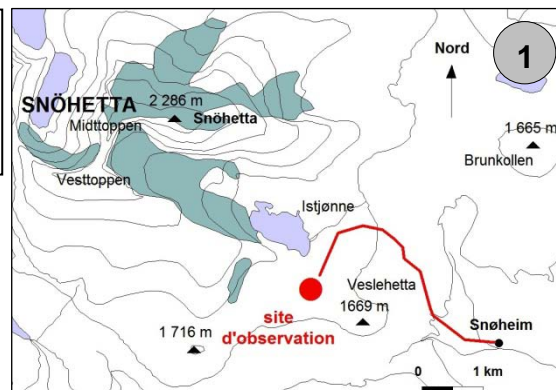 Nord
1
2 286 m
SNÖHETTA
Snöhetta
Midttoppen
1 665 m
Brunkollen
Vesttoppen
Istjønne
Veslehetta
1669 m
site
d'observation
1 716 m
Snøheim
0 1 km